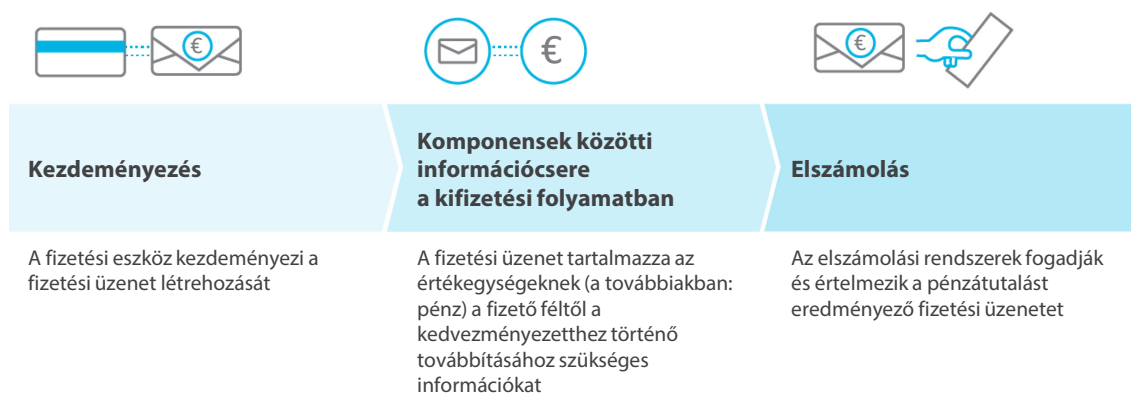 €
€
€
Kezdeményezés
A fizetési eszköz kezdeményezi a
fizetési üzenet létrehozását
Komponensek közötti
információcsere
a kifizetési folyamatban
A fizetési üzenet tartalmazza az
értékegységeknek (a továbbiakban:
pénz) a fizető féltől a
kedvezményezetthez történő
továbbításához szükséges
információkat
Elszámolás
Az elszámolási rendszerek fogadják
és értelmezik a pénzátutalást
eredményező fizetési üzenetet